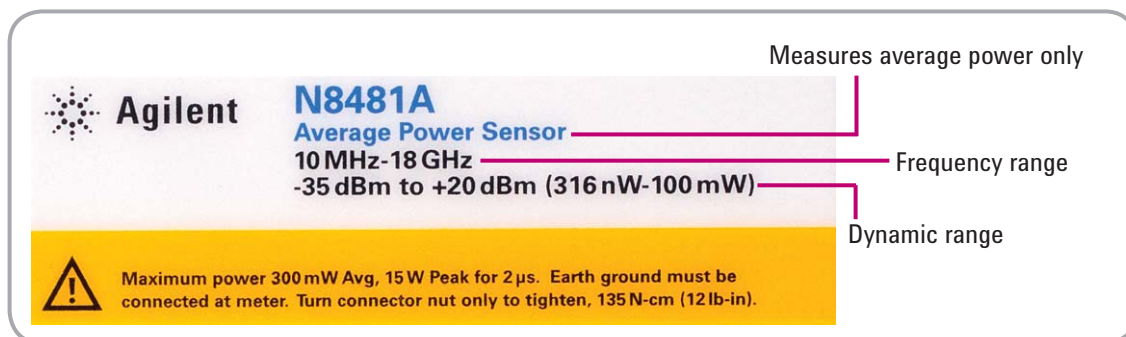 Measures average power only
Agilent
N8481A
Average Power Sensor
10 MHz-18 GHz
Frequency range
-35 dBm to +20 dBm (316 nW-100 mW)
Dynamic range
Maximum power 300 mW Avg, 15 W Peak for 2 µs. Earth ground must be
connected at meter. Turn connector nut only to tighten, 135 N-cm (12 lb-in).